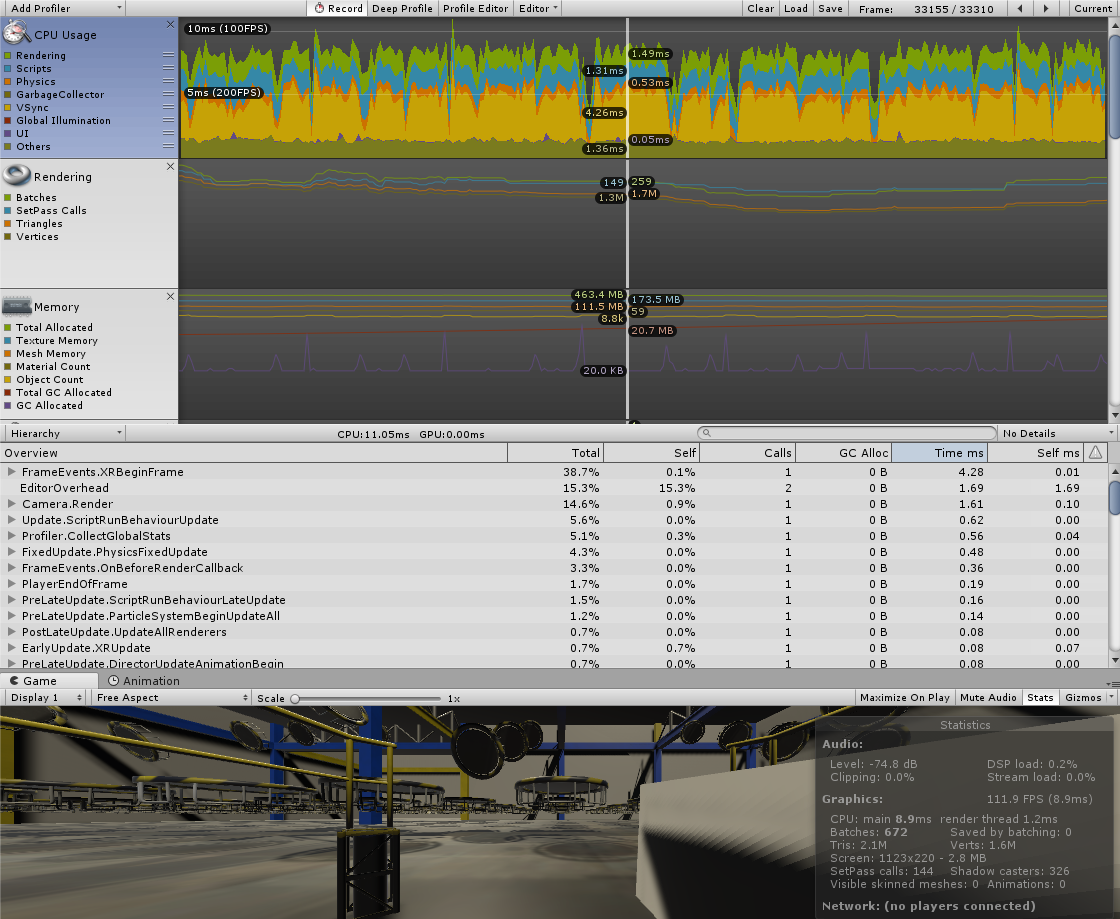 Add Profiler Record Deep Profile Profile Editor Editor Clear Load Save Frame: 33155 / 33310 Current
CPU Usage
Rendering
Scripts
Physics
GarbageCollector
VSync
Global Illumination
UI
Others
10ms (100FPS)
5ms (200FPS)
1.49ms
1.31ms
0.53ms
4.26ms
0.05ms
1.36ms
Rendering
Batches
SetPass Calls
Triangles
Vertices
149 259
1.3M 1.7M
Memory
Total Allocated
Texture Memory
Mesh Memory
Material Count
Object Count
Total GC Allocated
GC Allocated
463.4 MB 173.5 MB
111.5 MB 59
8.8k
20.7 MB
20.0 KB
Hierarchy CPU:11.05ms GPU:0.00ms No Details
Overview Total Self Calls GC Alloc Time ms Self ms
FrameEvents.XRBeginFrame 38.7% 0.1% 1 0 B 4.28 0.01
EditorOverhead 15.3% 15.3% 2 0 B 1.69 1.69
Camera.Render 14.6% 0.9% 1 0 B 1.61 0.10
Update.ScriptRunBehaviourUpdate 5.6% 0.0% 1 0 B 0.62 0.00
Profiler.CollectGlobalStats 5.1% 0.3% 1 0 B 0.56 0.04
FixedUpdate.PhysicsFixedUpdate 4.3% 0.0% 1 0 B 0.48 0.00
FrameEvents.OnBeforeRenderCallback 3.3% 0.0% 1 0 B 0.36 0.00
PlayerEndOfFrame 1.7% 0.0% 1 0 B 0.19 0.00
PreLateUpdate.ScriptRunBehaviourLateUpdate 1.5% 0.0% 1 0 B 0.16 0.00
PreLateUpdate.ParticleSystemBeginUpdateAll 1.2% 0.0% 1 0 B 0.14 0.00
PostLateUpdate.UpdateAllRenderers 0.7% 0.0% 1 0 B 0.08 0.00
EarlyUpdate.XRUpdate 0.7% 0.7% 1 0 B 0.08 0.07
PreLateUpdate.DirectorUpdateAnimationBegin 0.7% 0.0% 1 0 B 0.08 0.00
Game Animation
Display 1 Free Aspect Scale 1x Maximize On Play Mute Audio Stats Gizmos
Statistics
Audio:
Level: -74.8 dB DSP load: 0.2%
Clipping: 0.0% Stream load: 0.0%
Graphics: 111.9 FPS (8.9ms)
CPU: main 8.9ms render thread 1.2ms
Batches: 672 Saved by batching: 0
Tris: 2.1M Verts: 1.6M
Screen: 1123x220 - 2.8 MB
SetPass calls: 144 Shadow casters: 326
Visible skinned meshes: 0 Animations: 0
Network: (no players connected)